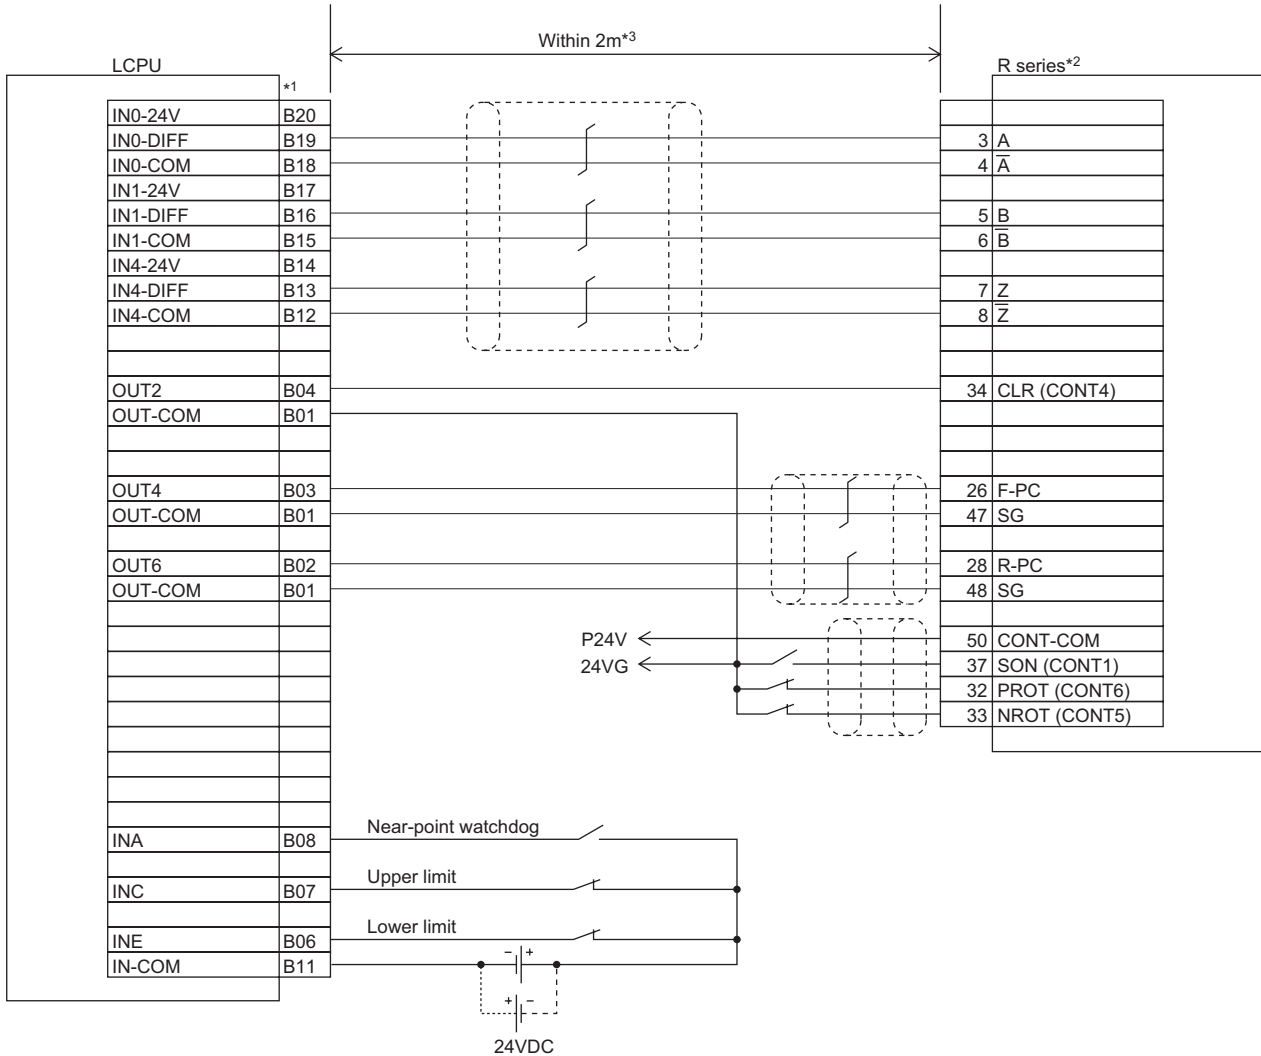 Within 2m*3
LCPU
R series*2
*1
IN0-24V B20
IN0-DIFF B19 3 A
IN0-COM B18 4 A̅
IN1-24V B17
IN1-DIFF B16 5 B
IN1-COM B15 6 B̅
IN4-24V B14
IN4-DIFF B13 7 Z
IN4-COM B12 8 Z̅
OUT2 B04 34 CLR (CONT4)
OUT-COM B01
OUT4 B03 26 F-PC
OUT-COM B01 47 SG
OUT6 B02 28 R-PC
OUT-COM B01 48 SG
P24V 50 CONT-COM
24VG 37 SON (CONT1)
32 PROT (CONT6)
33 NROT (CONT5)
Near-point watchdog
INA B08
Upper limit
INC B07
Lower limit
INE B06
- +
IN-COM B11
+ -
24VDC